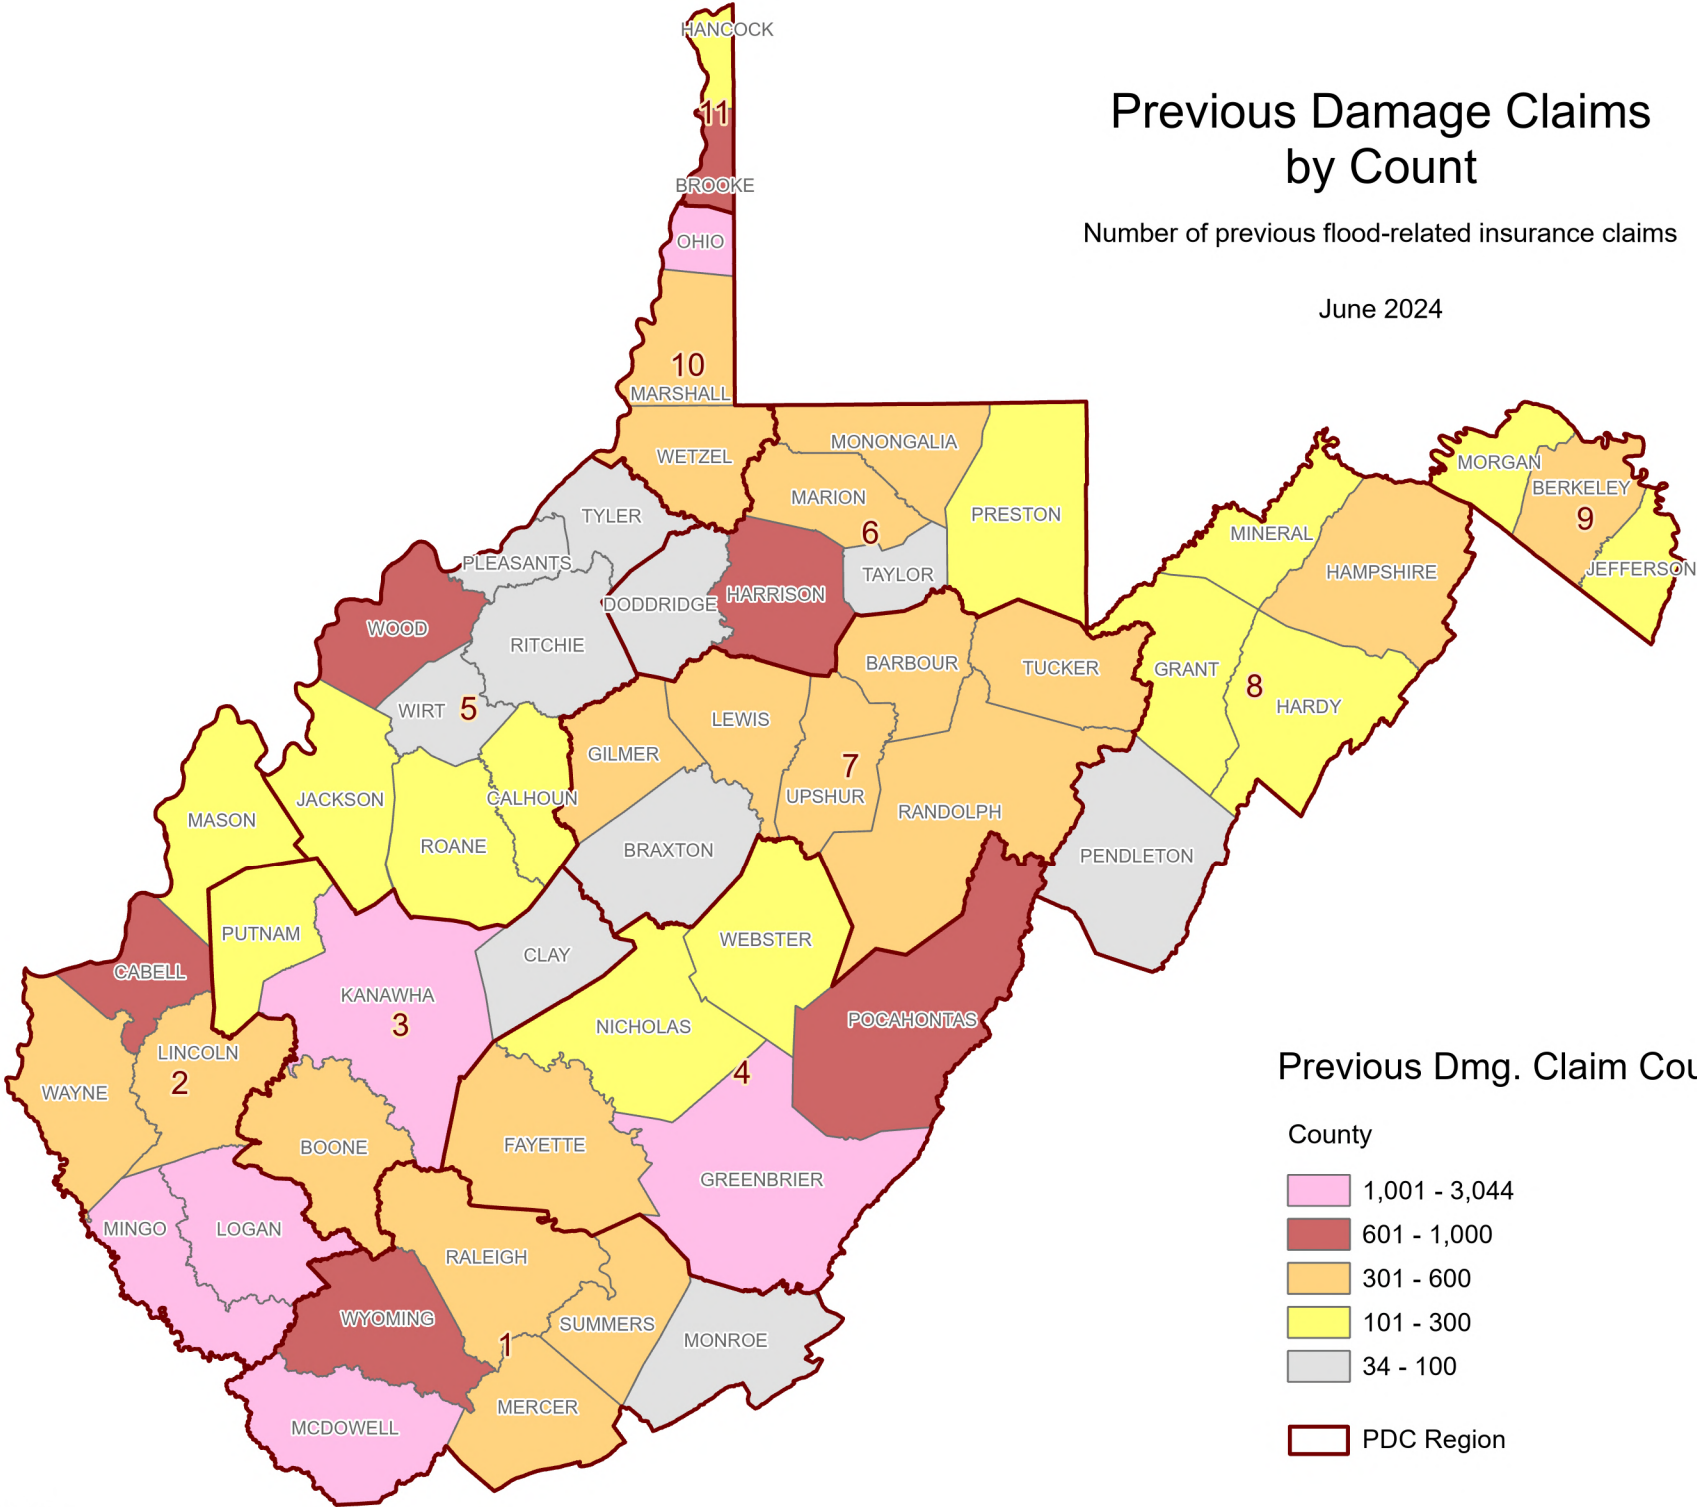 HANCOCK
11
Previous Damage Claims
by Count
BROOKE
Number of previous flood-related insurance claims
OHIO
June 2024
10
MARSHALL
MONONGALIA
WETZEL
MORGAN
BERKELEY
MARION
9
TYLER
PRESTON
6
MINERAL
PLEASANTS
JEFFERSON
TAYLOR
HAMPSHIRE
HARRISON
DODDRIDGE
WOOD
RITCHIE
BARBOUR
TUCKER
GRANT
8
HARDY
WIRT
5
LEWIS
GILMER
7
UPSHUR
JACKSON
CALHOUN
RANDOLPH
MASON
ROANE
BRAXTON
PENDLETON
PUTNAM
WEBSTER
CLAY
CABELL
KANAWHA
3
POCAHONTAS
NICHOLAS
LINCOLN
2
4
WAYNE
Previous Dmg. Claim Cou
County
BOONE
FAYETTE
GREENBRIER
1,001 - 3,044
MINGO
LOGAN
601 - 1,000
RALEIGH
301 - 600
WYOMING
SUMMERS
101 - 300
1
MONROE
34 - 100
MERCER
MCDOWELL
PDC Region